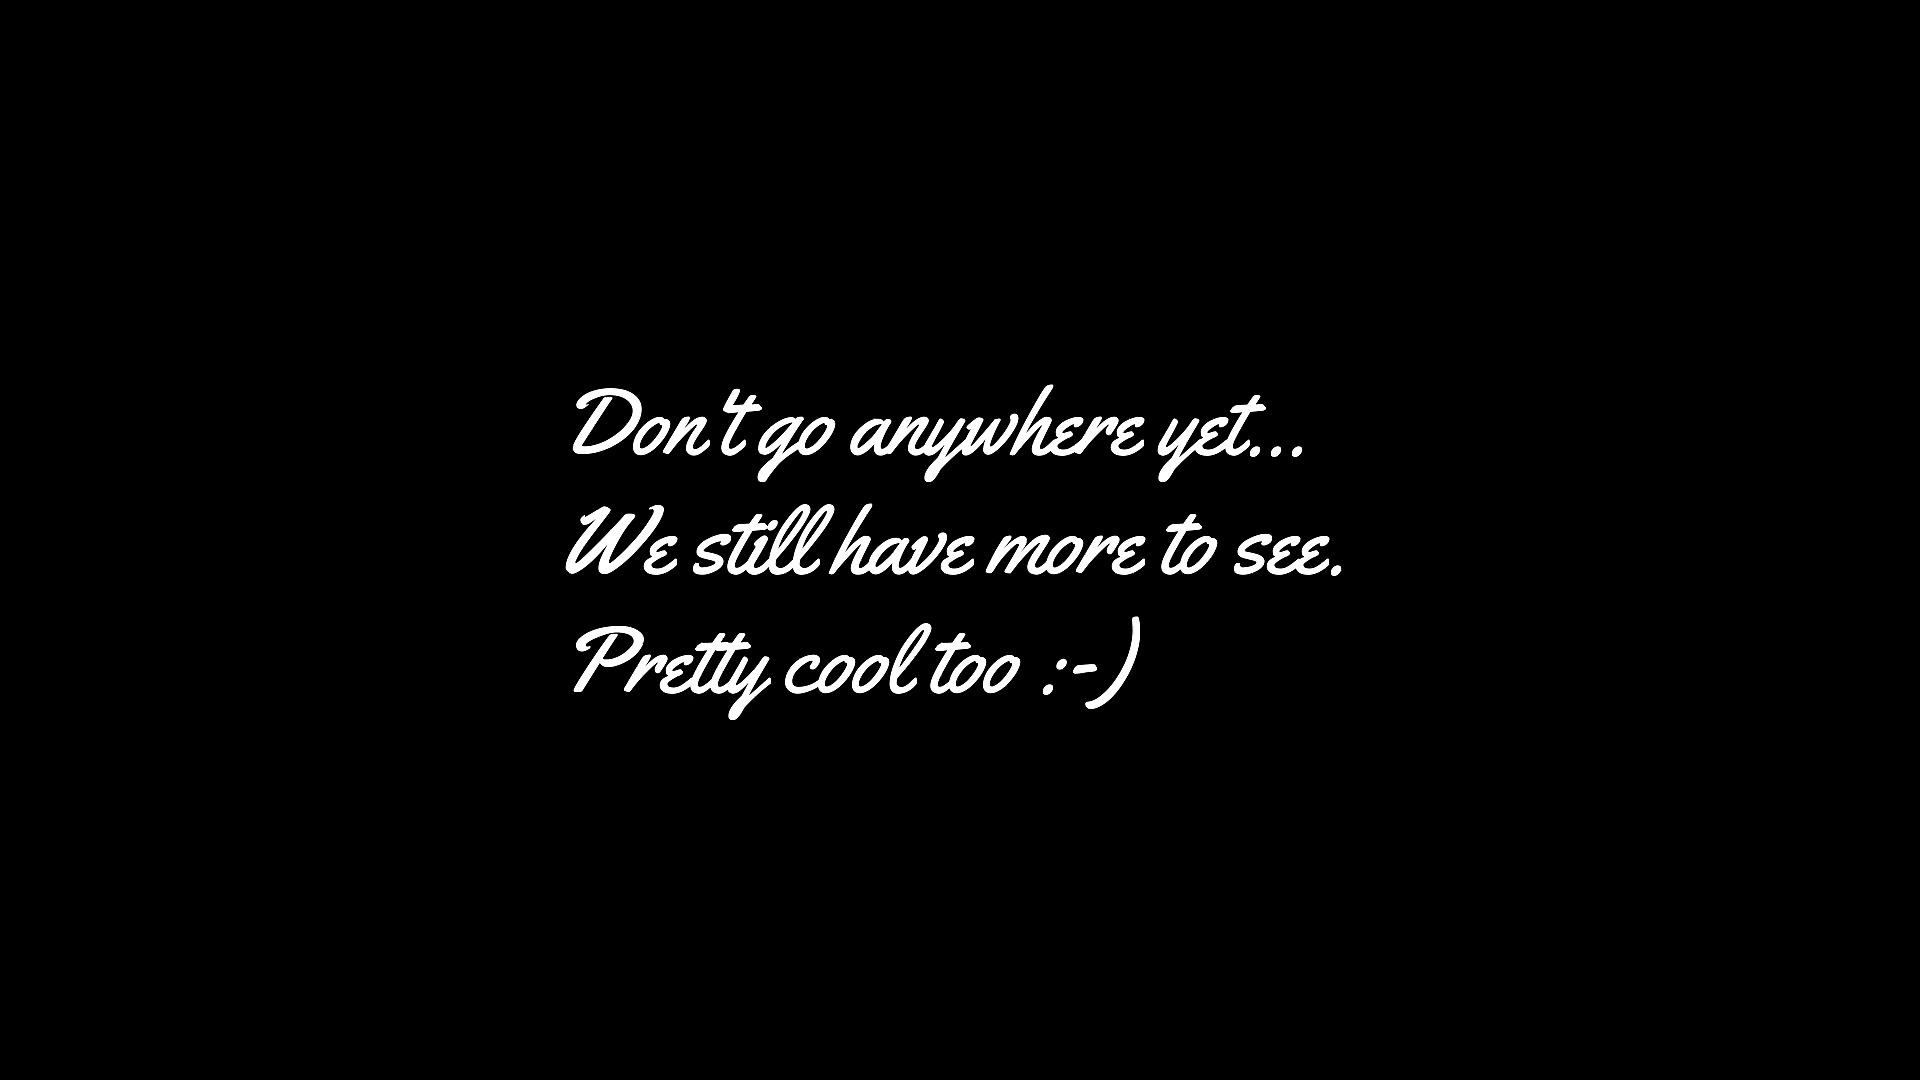 Don't go anywhere yet...
We still have more to see.
Pretty cool too :-)